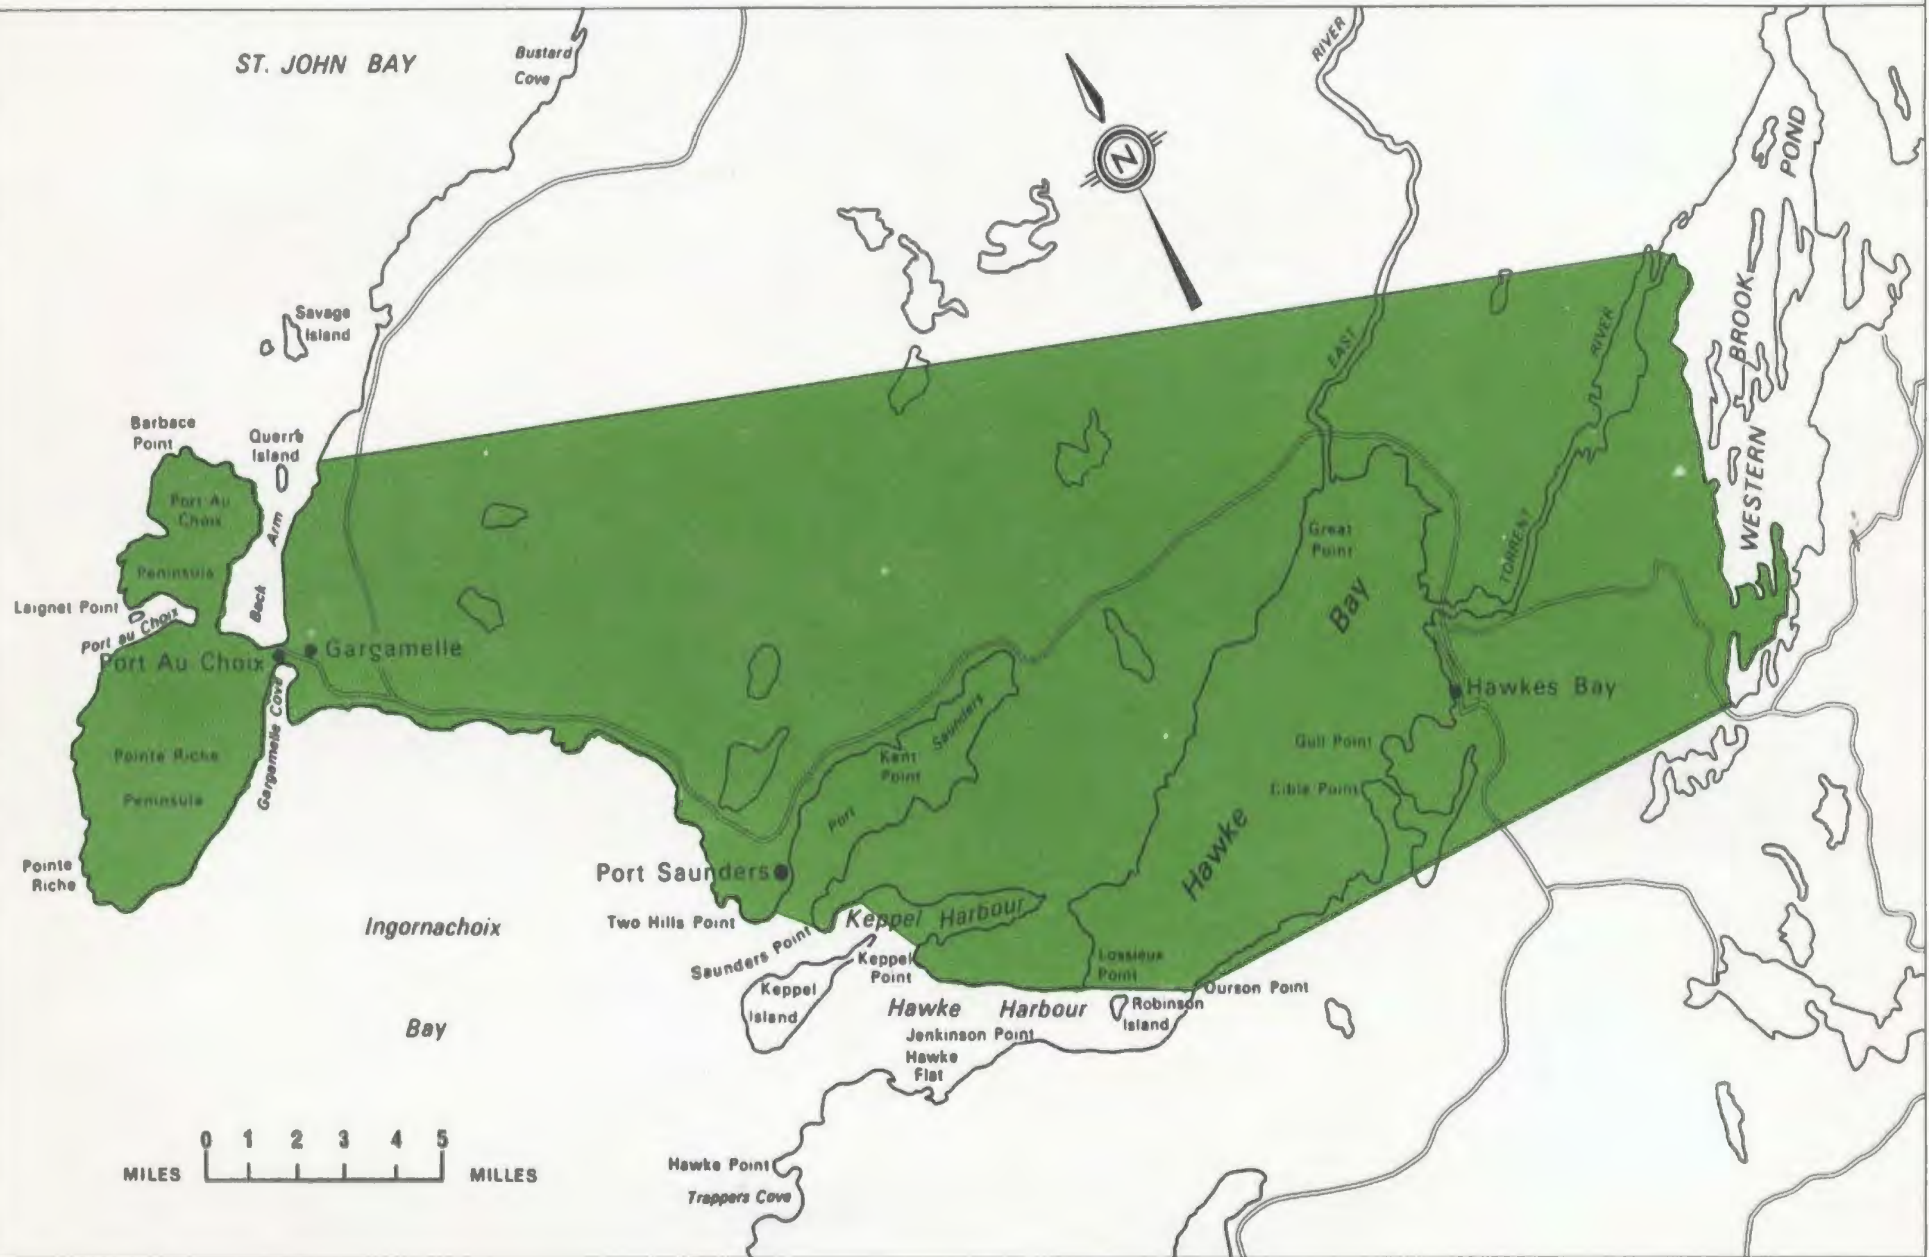 ST. JOHN BAY
Bustard
Cove
RIVER
N
POND
BROOK
WESTERN
Savage
Island
EAST
RIVER
TORRENT
Barbace
Point
Querré
Island
Port Au
Choix
Peninsula
Back Arm
Great
Point
Laignet Point
Port au Choix
Port Au Choix
Gargamelle
Gargamelle Cove
Hawke Bay
Hawkes Bay
Pointe Riche
Peninsula
Kent
Point
Port Saunders
Gull Point
Cible Point
Pointe
Riche
Port Saunders
Two Hills Point
Keppel Harbour
Ingornachoix
Bay
Saunders Point
Keppel
Point
Lossieux
Point
Keppel
Island
Hawke Harbour
Robinson
Island
Ourson Point
Jenkinson Point
Hawke
Flat
0 1 2 3 4 5
MILES MILLES
Hawke Point
Trappers Cove